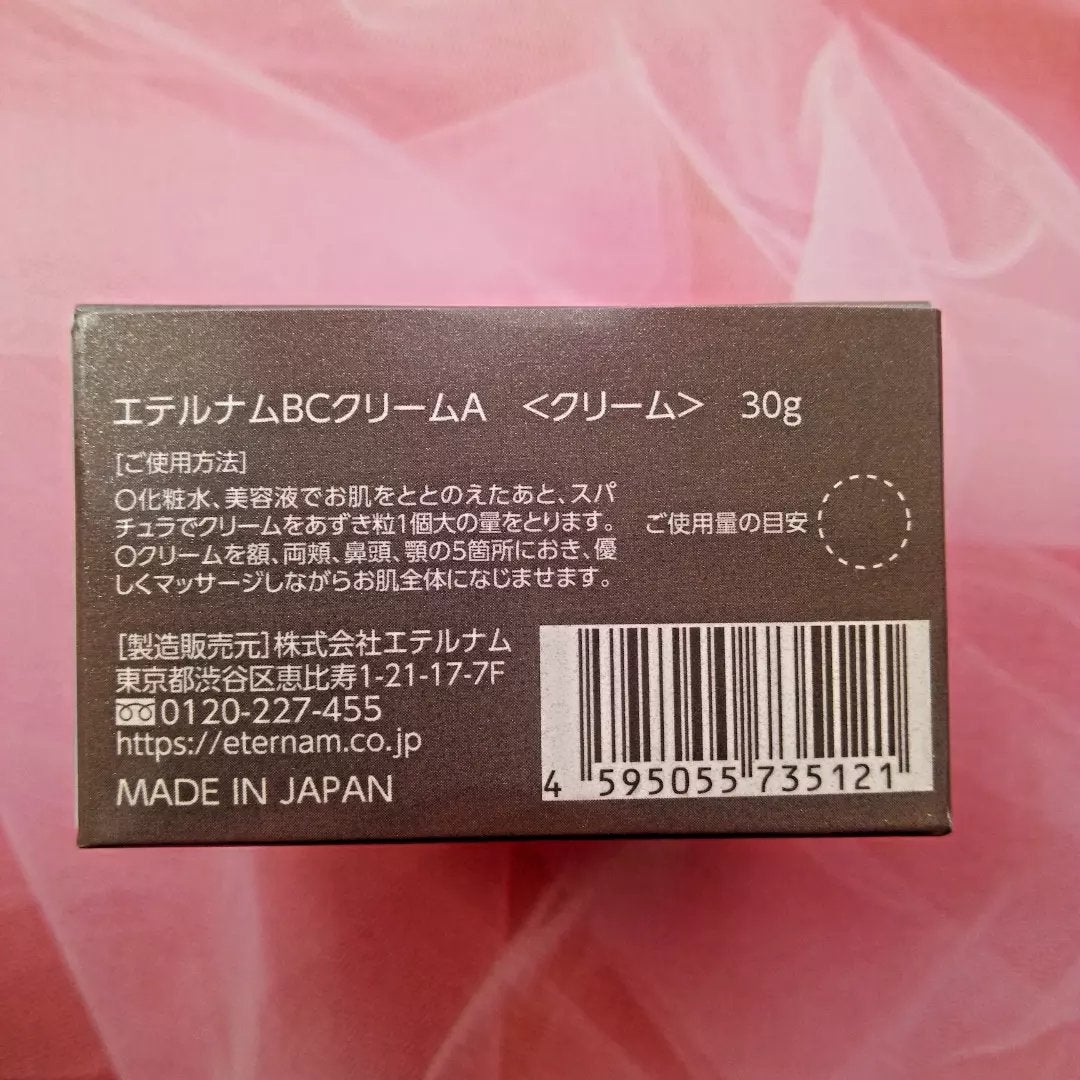 エテルナムBCクリームA <クリーム> 30g
[ご使用方法]
○化粧水、美容液でお肌をととのえたあと、スパ
チュラでクリームをあずき粒1個大の量をとります。
○クリームを額、両頬、鼻頭、顎の5箇所におき、優
しくマッサージしながらお肌全体になじませます。
ご使用量の目安
[製造販売元]株式会社エテルナム
東京都渋谷区恵比寿1-21-17-7F
0120-227-455
https://eternam.co.jp
MADE IN JAPAN
4 595055 735121